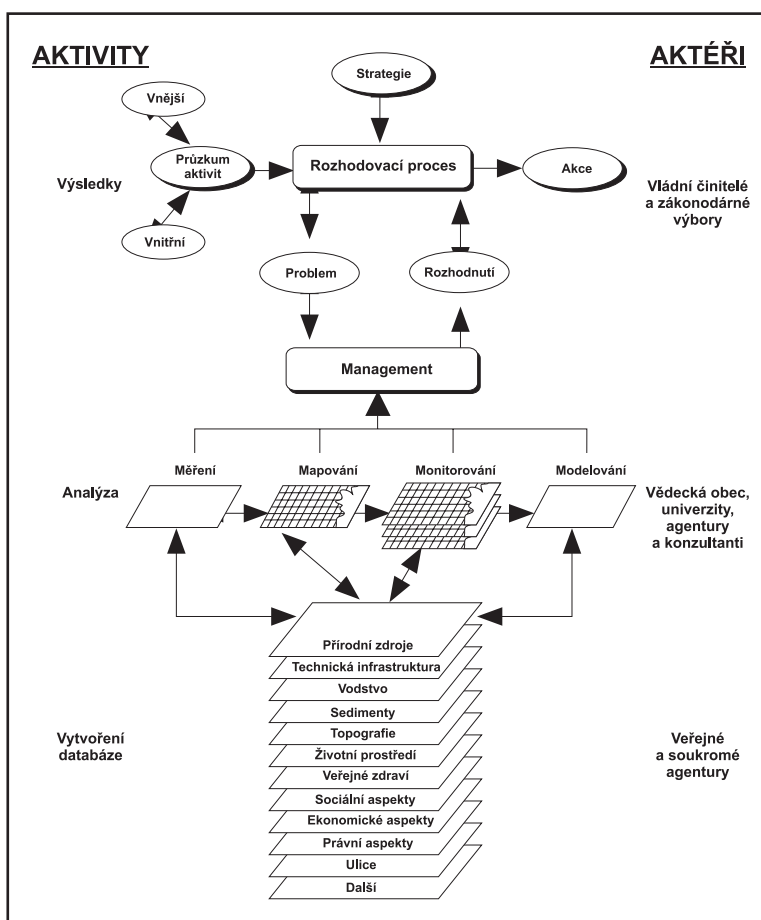 AKTIVITY
AKTÉŘI
Strategie
Vnější
Průzkum
aktivit
Rozhodovací proces
Akce
Výsledky
Vládní činitelé
a zákonodárné
výbory
Vnitřní
Problem
Rozhodnutí
Management
Měření
Mapování
Monitorování
Modelování
Analýza
Vědecká obec,
univerzity,
agentury
a konzultanti
Přírodní zdroje
Technická infrastruktura
Vodstvo
Sedimenty
Topografie
Životní prostředí
Veřejné zdraví
Sociální aspekty
Ekonomické aspekty
Právní aspekty
Ulice
Další
Vytvoření
databáze
Veřejné
a soukromé
agentury